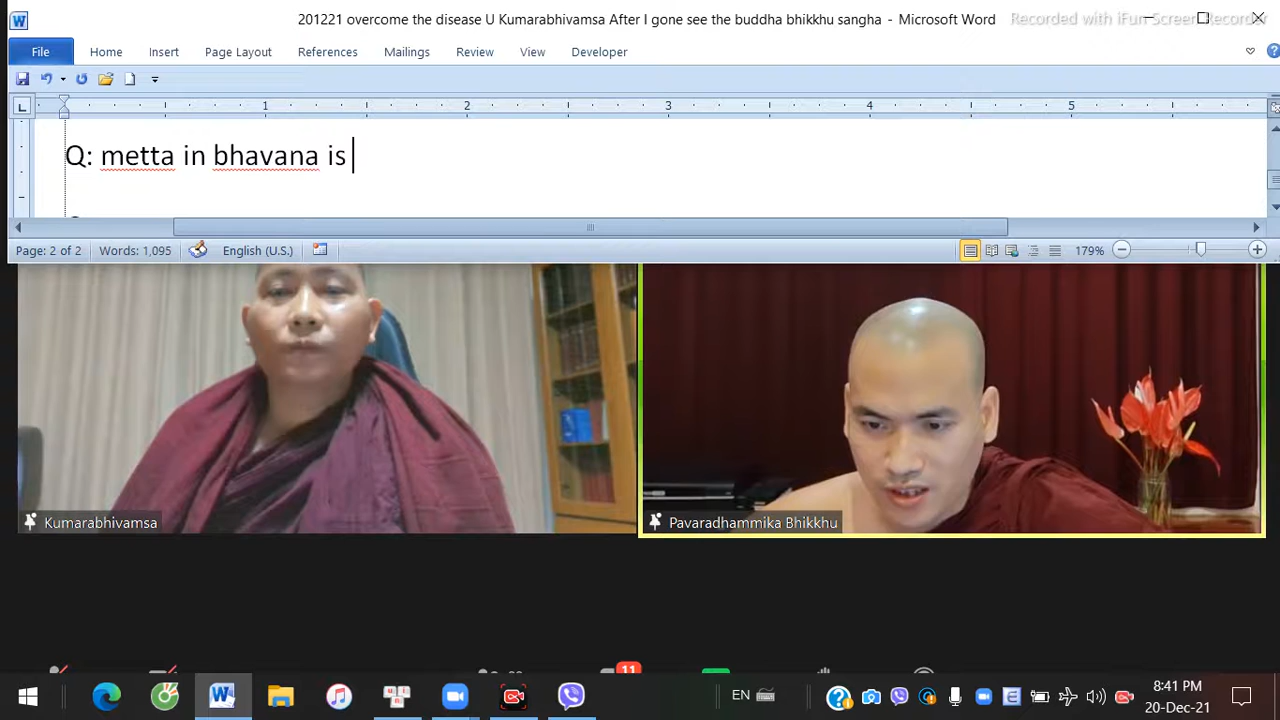 201221 overcome the disease U Kumarabhivamsa After I gone see the buddha bhikkhu sangha - Microsoft Word
Recorded with iFun Screen Recorder
File Home Insert Page Layout References Mailings Review View Developer
1 2 3 4 5
Q: metta in bhavana is
Page: 2 of 2 Words: 1,095 English (U.S.) 179%
Kumarabhivamsa
Pavaradhammika Bhikkhu
11
EN
8:41 PM
20-Dec-21